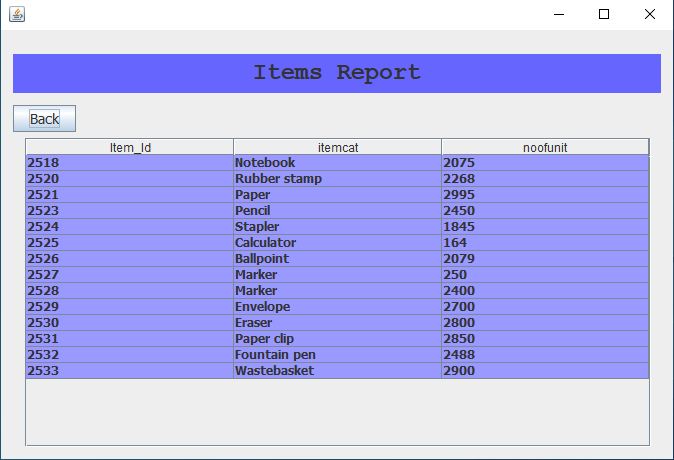 Items Report
Back
Item_Id itemcat noofunit
2518 Notebook 2075
2520 Rubber stamp 2268
2521 Paper 2995
2523 Pencil 2450
2524 Stapler 1845
2525 Calculator 164
2526 Ballpoint 2079
2527 Marker 250
2528 Marker 2400
2529 Envelope 2700
2530 Eraser 2800
2531 Paper clip 2850
2532 Fountain pen 2488
2533 Wastebasket 2900